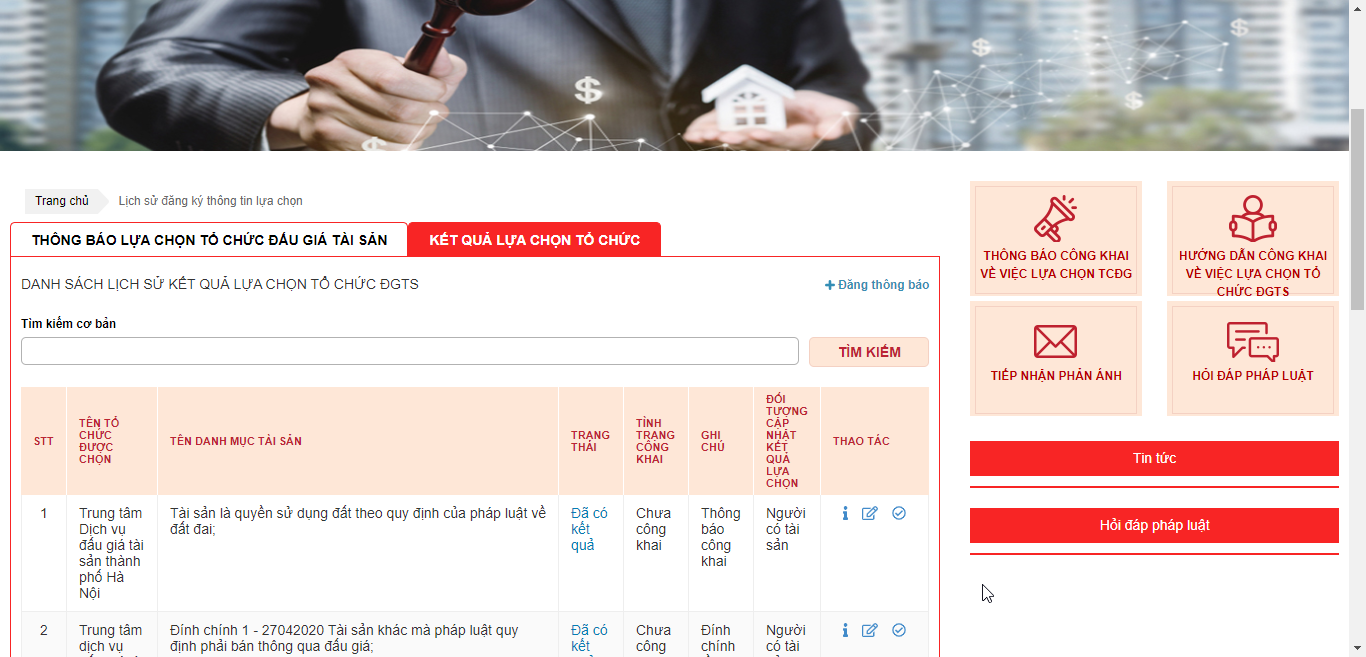 Trang chủ
Lịch sử đăng ký thông tin lựa chọn
THÔNG BÁO LỰA CHỌN TỔ CHỨC ĐẤU GIÁ TÀI SẢN
KẾT QUẢ LỰA CHỌN TỔ CHỨC
DANH SÁCH LỊCH SỬ KẾT QUẢ LỰA CHỌN TỔ CHỨC ĐGTS
Đăng thông báo
Tìm kiếm cơ bản
TÌM KIẾM
STT
TÊN TỔ
CHỨC
ĐƯỢC
CHỌN
TÊN DANH MỤC TÀI SẢN
TRẠNG
THÁI
TÌNH
TRẠNG
CÔNG
KHAI
GHI
CHÚ
ĐỐI
TƯỢNG
CẬP
NHẬT
KẾT
QUẢ
LỰA
CHỌN
THAO TÁC
1
Trung tâm
Dịch vụ
đấu giá tài
sản thành
phố Hà
Nội
Tài sản là quyền sử dụng đất theo quy định của pháp luật về
đất đai;
Đã có
kết
quả
Chưa
công
khai
Thông
báo
công
khai
Người
có tài
sản
2
Trung tâm
dịch vụ
Đính chính 1 - 27042020 Tài sản khác mà pháp luật quy
định phải bán thông qua đấu giá;
Đã có
kết
Chưa
công
Đính
chính
Người
có tài
THÔNG BÁO CÔNG KHAI
VỀ VIỆC LỰA CHỌN TCĐG
HƯỚNG DẪN CÔNG KHAI
VỀ VIỆC LỰA CHỌN TỔ
CHỨC ĐGTS
TIẾP NHẬN PHẢN ÁNH
HỎI ĐÁP PHÁP LUẬT
Tin tức
Hỏi đáp pháp luật